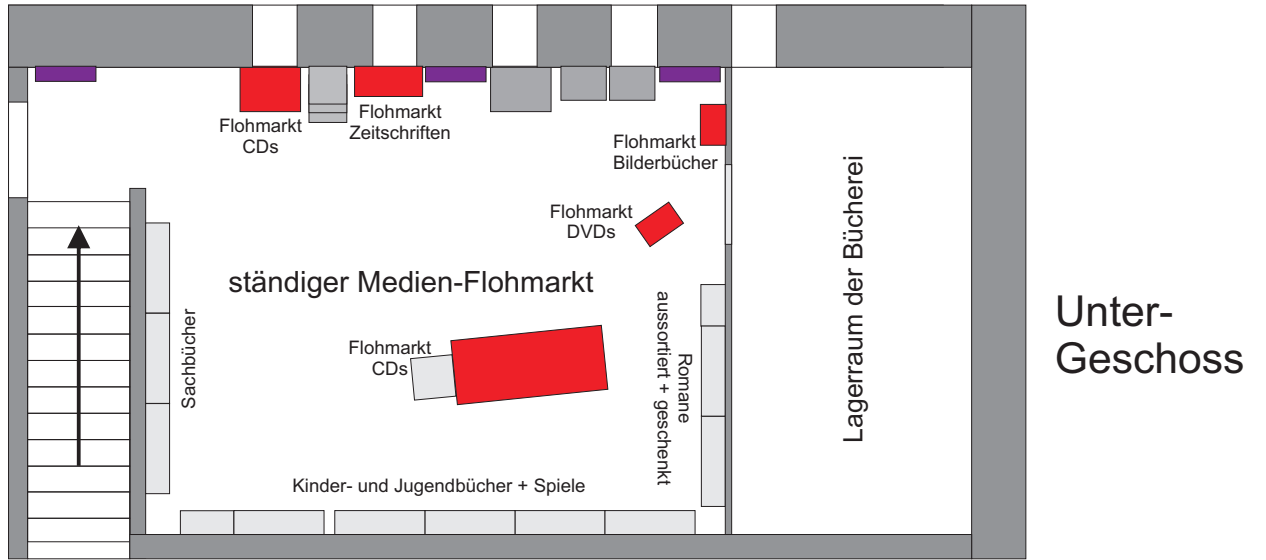 Flohmarkt
CDs
Flohmarkt
Zeitschriften
Flohmarkt
Bilderbücher
Flohmarkt
DVDs
ständiger Medien-Flohmarkt
Sachbücher
Flohmarkt
CDs
Romane
aussortiert + geschenkt
Kinder- und Jugendbücher + Spiele
Lagerraum der Bücherei
Unter-
Geschoss